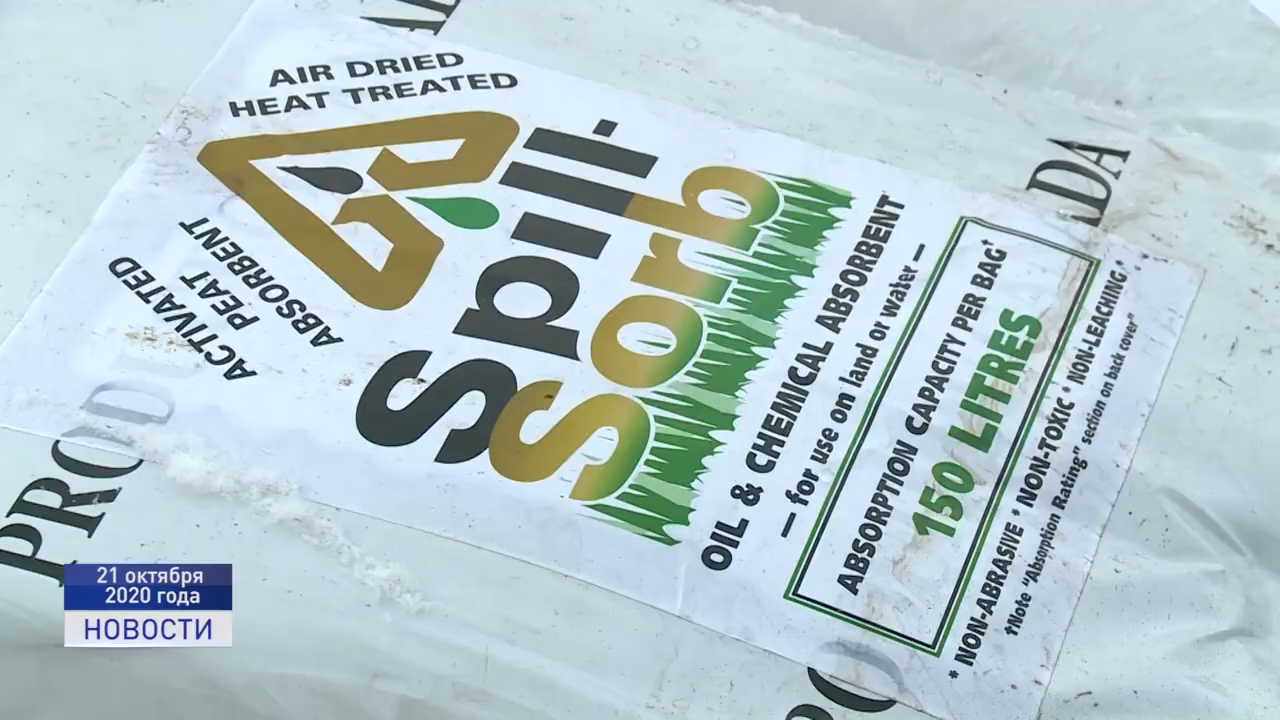 AIR DRIED
HEAT TREATED
ACTIVATED
PEAT
ABSORBENT
Spill-
Sorb
OIL & CHEMICAL ABSORBENT
— for use on land or water —
ABSORPTION CAPACITY PER BAG†
150 LITRES
* NON-ABRASIVE * NON-TOXIC * NON-LEACHING *
†Note "Absorption Rating" section on back cover"
PROD
DA
PRO
21 октября
2020 года
НОВОСТИ